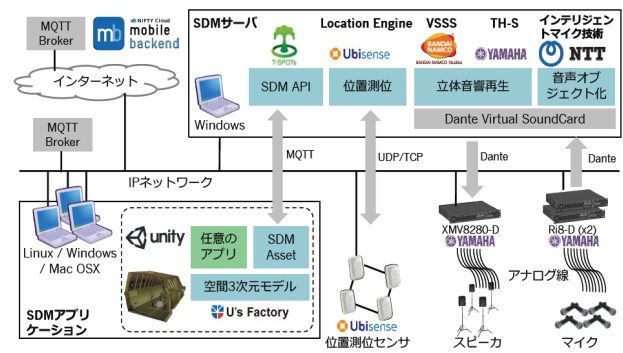 MQTT
Broker
mb
NIFTY Cloud
mobile
backend
インターネット
SDMサーバ
T-SPOTs
SDM API
Windows
Location Engine
Ubisense
位置測位
VSSS
BANDAI
NAMCO
BANDAI NAMCO Studios
TH-S
YAMAHA
立体音響再生
インテリジェン
トマイク技術
NTT
音声オブ
ジェクト化
Dante Virtual SoundCard
MQTT
Broker
MQTT
UDP/TCP
Dante
Dante
IPネットワーク
Linux / Windows
/ Mac OSX
SDMアプリ
ケーション
unity
任意の
アプリ
SDM
Asset
空間3次元モデル
U's Factory
Ubisense
位置測位センサ
XMV8280-D
YAMAHA
Ri8-D (x2)
YAMAHA
アナログ線
スピーカ
マイク